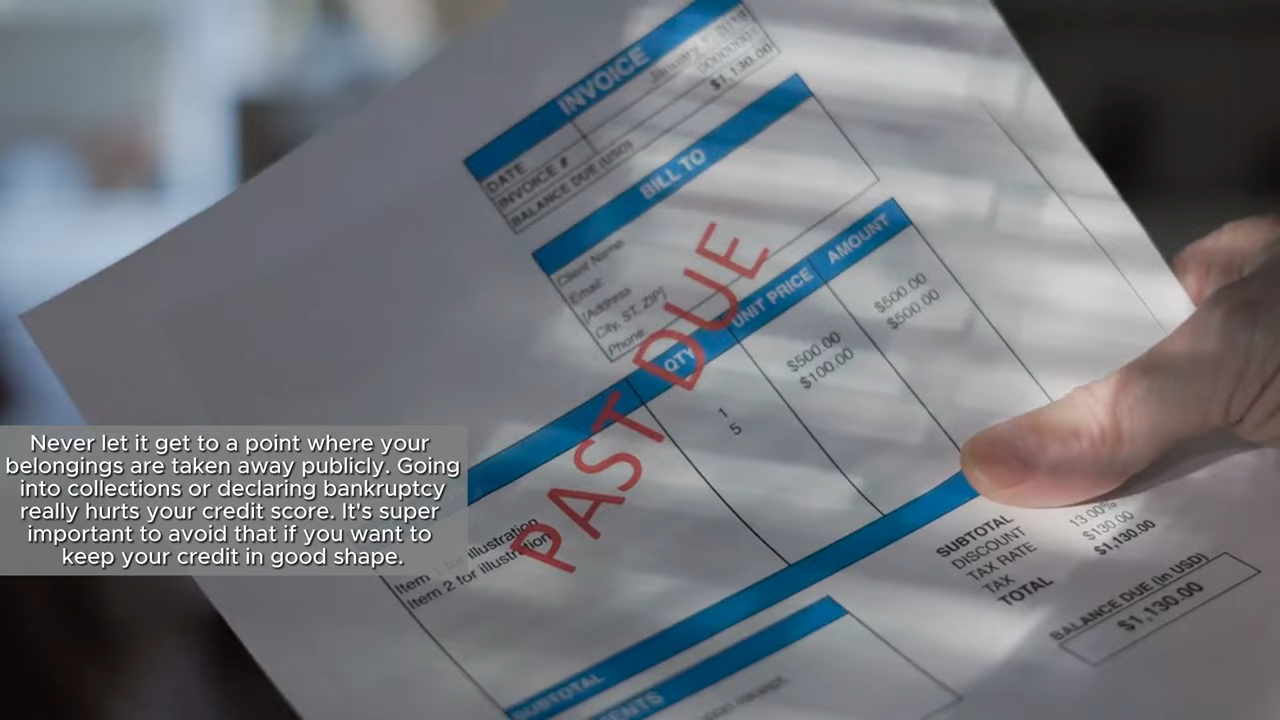 INVOICE
DATE
January
INVOICE #
BALANCE DUE (USD)
$1,130.00
BILL TO
Client Name
Email:
[Address
City, ST. ZIP]
Phone
QTY
UNIT PRICE
AMOUNT
1
$500.00
$500.00
5
$100.00
$500.00
PAST DUE
Item 1 for illustration
Item 2 for illustration
SUBTOTAL
DISCOUNT
TAX RATE
13.00%
TAX
$130.00
TOTAL
$1,130.00
BALANCE DUE (in USD)
$1,130.00
SUBTOTAL
Never let it get to a point where your
belongings are taken away publicly. Going
into collections or declaring bankruptcy
really hurts your credit score. It's super
important to avoid that if you want to
keep your credit in good shape.